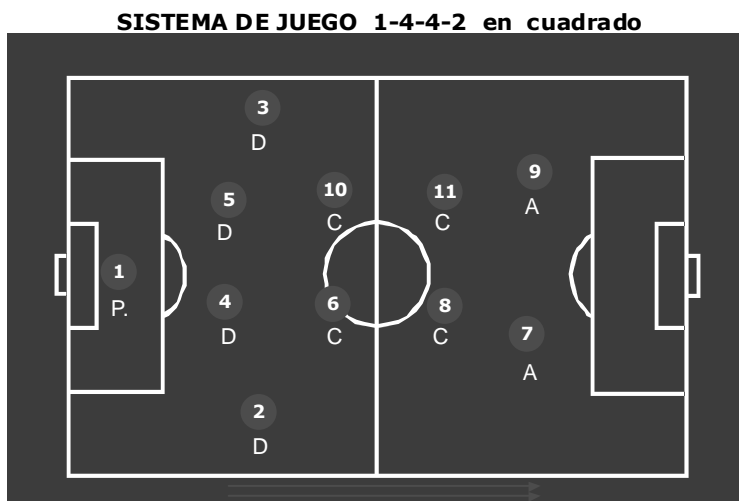 SISTEMA DE JUEGO 1-4-4-2 en cuadrado
3
D
9
A
10
C
11
C
5
D
1
P.
4
D
6
C
8
C
7
A
2
D